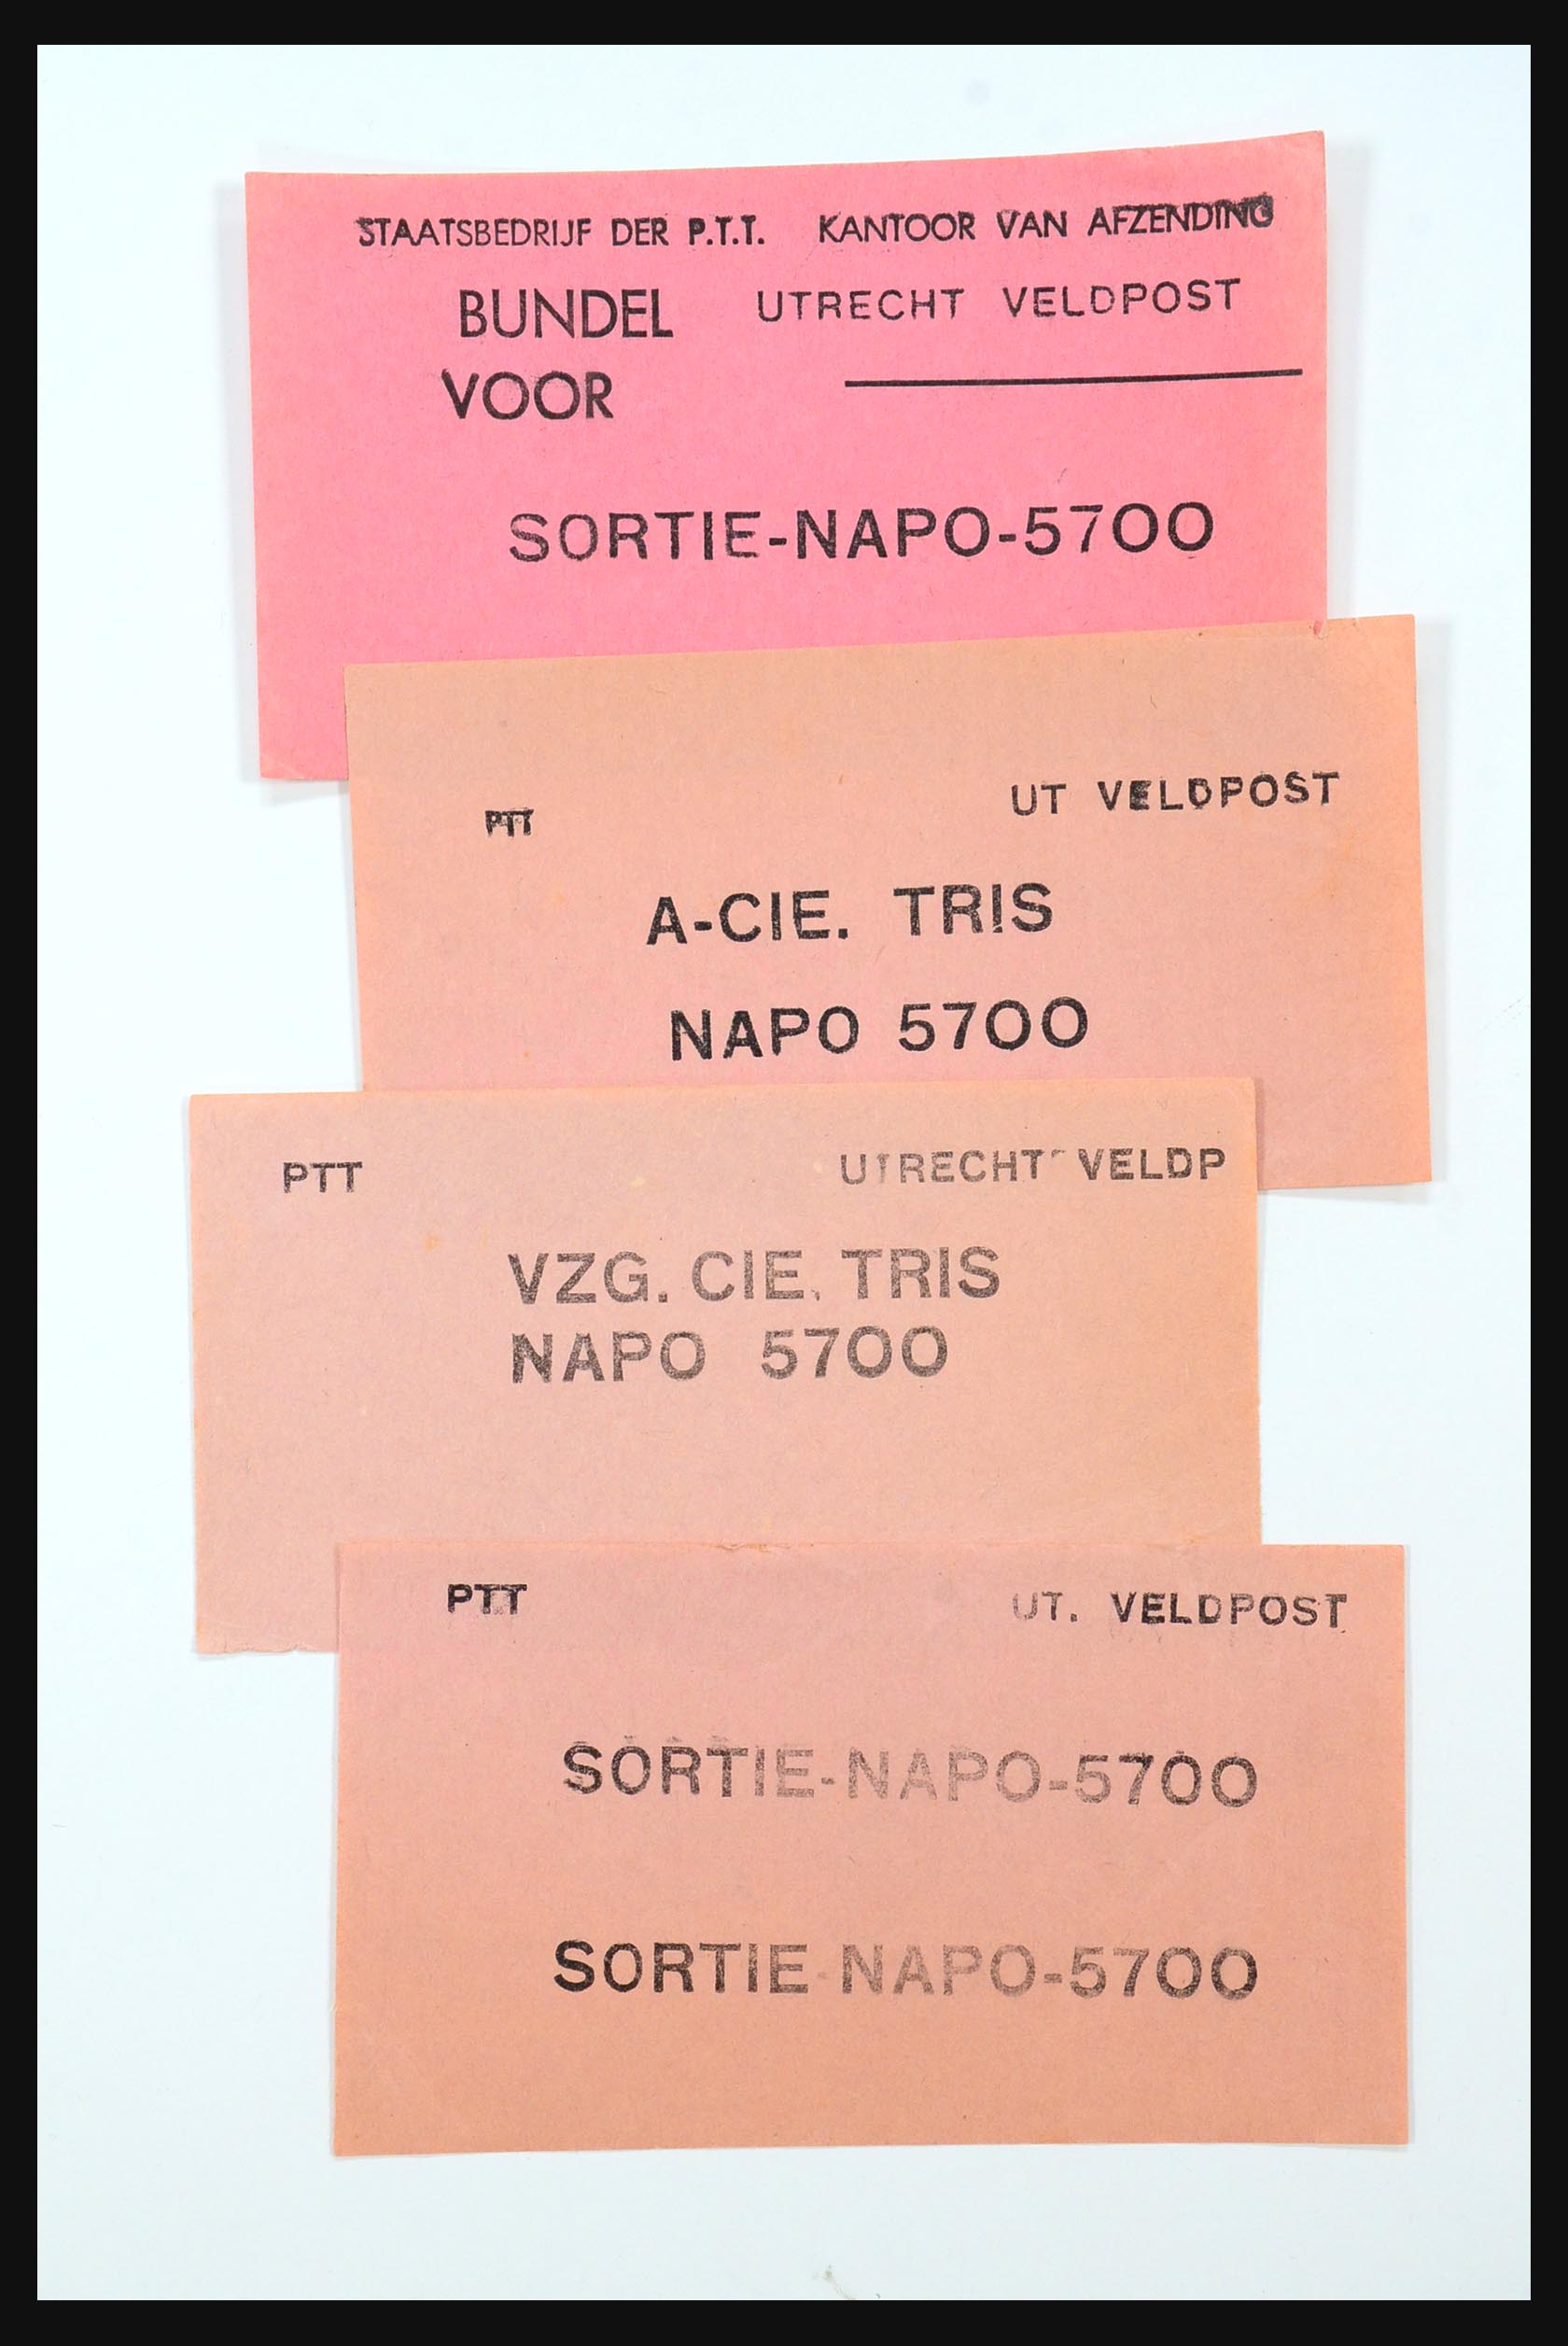 STAATSBEDRIJF DER P.T.T. KANTOOR VAN AFZENDING
BUNDEL UTRECHT VELDPOST
VOOR
SORTIE-NAPO-5700
PTT UT VELDPOST
A-CIE. TRIS
NAPO 5700
PTT UTRECHT VELDP
VZG. CIE. TRIS
NAPO 5700
PTT UT. VELDPOST
SORTIE-NAPO-5700
SORTIE-NAPO-5700